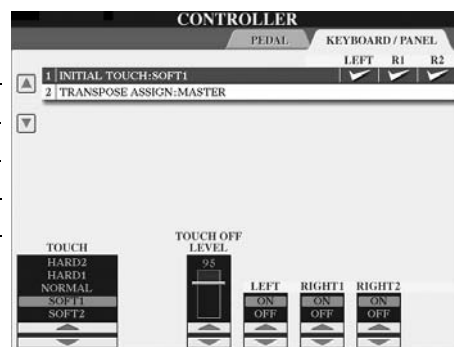 CONTROLLER
PEDAL KEYBOARD / PANEL
LEFT R1 R2
1 INITIAL TOUCH:SOFT1
2 TRANSPOSE ASSIGN:MASTER
TOUCH
HARD2
HARD1
NORMAL
SOFT1
SOFT2
TOUCH OFF
LEVEL
95
LEFT RIGHT1 RIGHT2
ON ON ON
OFF OFF OFF